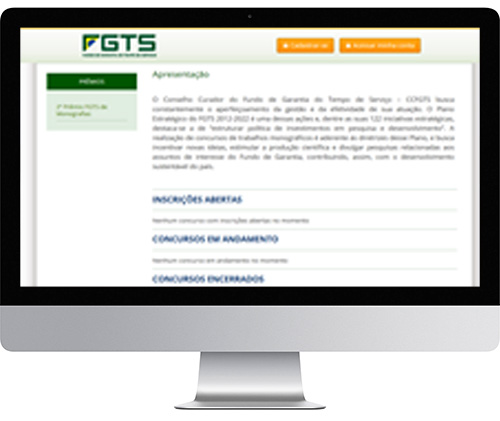 FGTS
Cadastrar-se
Acessar minha conta
PRÊMIOS
Prêmio FGTS de
Monografias
Apresentação
O Conselho Curador do Fundo de Garantia do Tempo de Serviço – CCFGTS busca
constantemente o aperfeiçoamento da gestão e da efetividade de sua atuação. O Plano
Estratégico do FGTS 2012-2022 é uma dessas ações e, dentre as suas 122 iniciativas estratégicas,
destaca-se a de "estruturar política de investimentos em pesquisa e desenvolvimento". A
realização de concursos de trabalhos monográficos é aderente às diretrizes desse Plano, e busca
incentivar novas ideias, estimular a produção científica e divulgar pesquisas relacionadas aos
assuntos de interesse do Fundo de Garantia, contribuindo, assim, com o desenvolvimento
sustentável do país.
INSCRIÇÕES ABERTAS
Nenhum concurso com inscrições abertas no momento
CONCURSOS EM ANDAMENTO
Nenhum concurso em andamento no momento
CONCURSOS ENCERRADOS